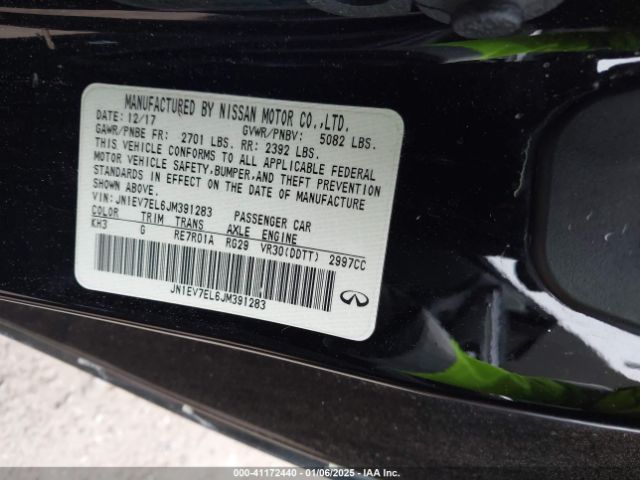 MANUFACTURED BY NISSAN MOTOR CO.,LTD.
DATE: 12/17 GVWR/PNBV: 5082 LBS.
GAWR/PNBE FR: 2701 LBS. RR: 2392 LBS.
THIS VEHICLE CONFORMS TO ALL APPLICABLE FEDERAL
MOTOR VEHICLE SAFETY, BUMPER, AND THEFT PREVENTION
STANDARDS IN EFFECT ON THE DATE OF MANUFACTURE
SHOWN ABOVE.
VIN: JN1EV7EL6JM391283 PASSENGER CAR
COLOR TRIM TRANS AXLE ENGINE
KH3 G RE7R01A RG29 VR30(DDTT) 2997CC
JN1EV7EL6JM391283
000-41172440 - 01/06/2025 - IAA Inc.